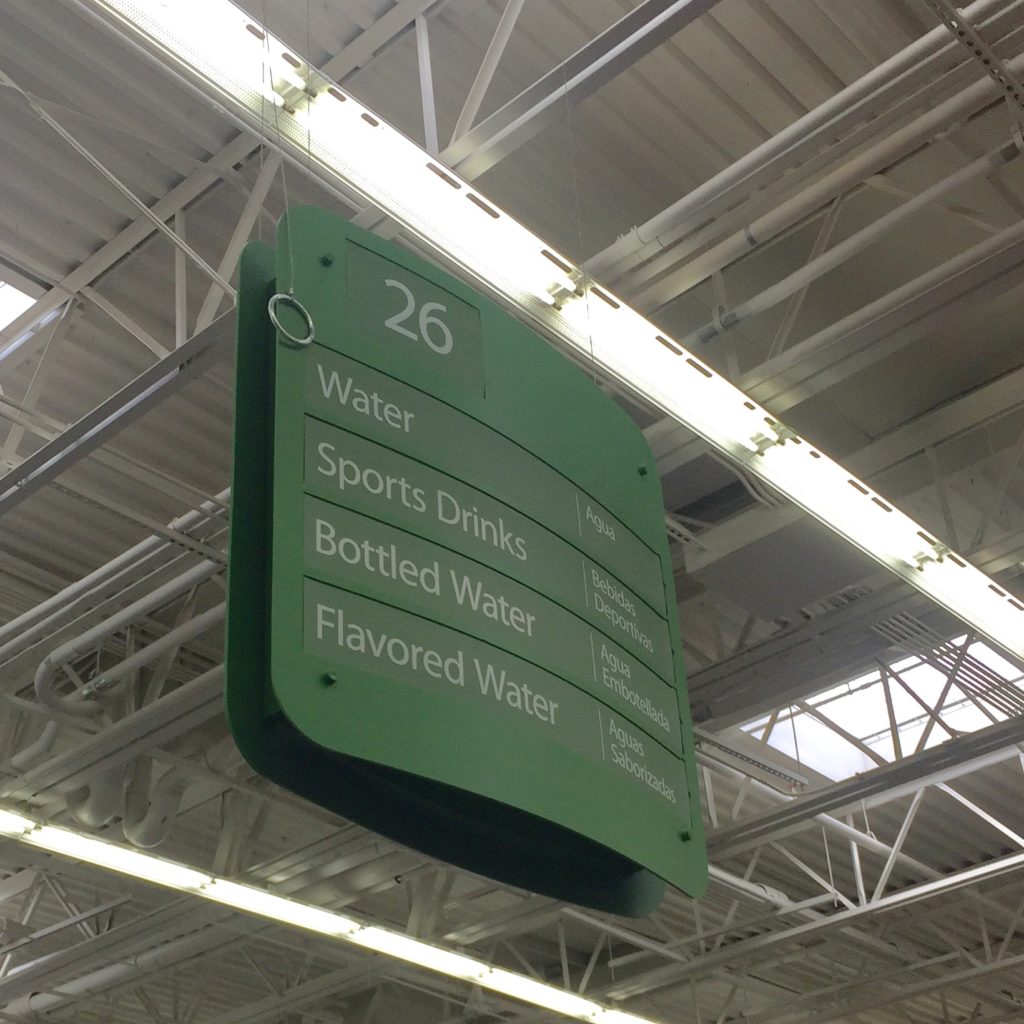 26
Water
Agua
Sports Drinks
Bebidas
Deportivas
Bottled Water
Agua
Embotellada
Flavored Water
Aguas
Saborizadas